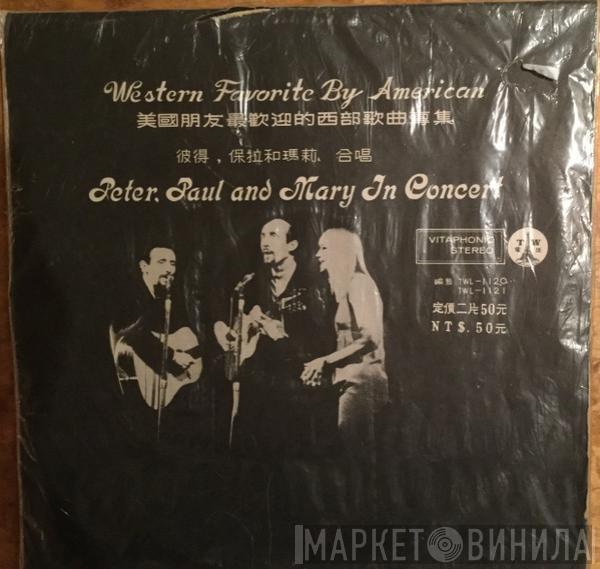 Western Favorite By American
美國朋友最歡迎的西部歌曲專集
彼得，保拉和瑪莉、合唱
Peter, Paul and Mary In Concert
VITAPHONIC
STEREO
T W
編號 TWL-1120
TWL-1121
定價二片50元
NT$.50元
МАРКЕТ ВИНИЛА